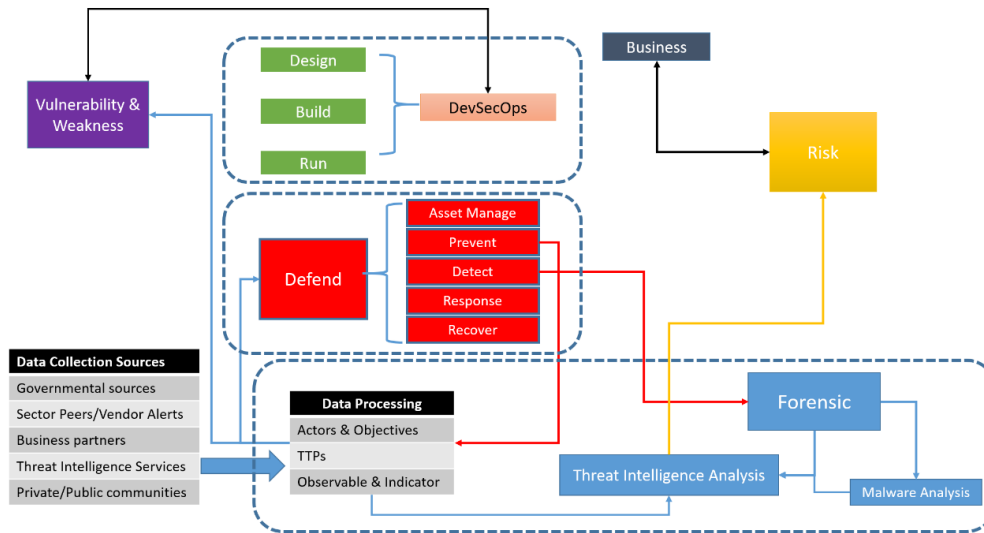 Business
Design
Vulnerability &
Weakness
Build
DevSecOps
Risk
Run
Asset Manage
Prevent
Defend
Detect
Response
Recover
Data Collection Sources
Governmental sources
Sector Peers/Vendor Alerts
Business partners
Threat Intelligence Services
Private/Public communities
Data Processing
Actors & Objectives
TTPs
Observable & Indicator
Forensic
Threat Intelligence Analysis
Malware Analysis